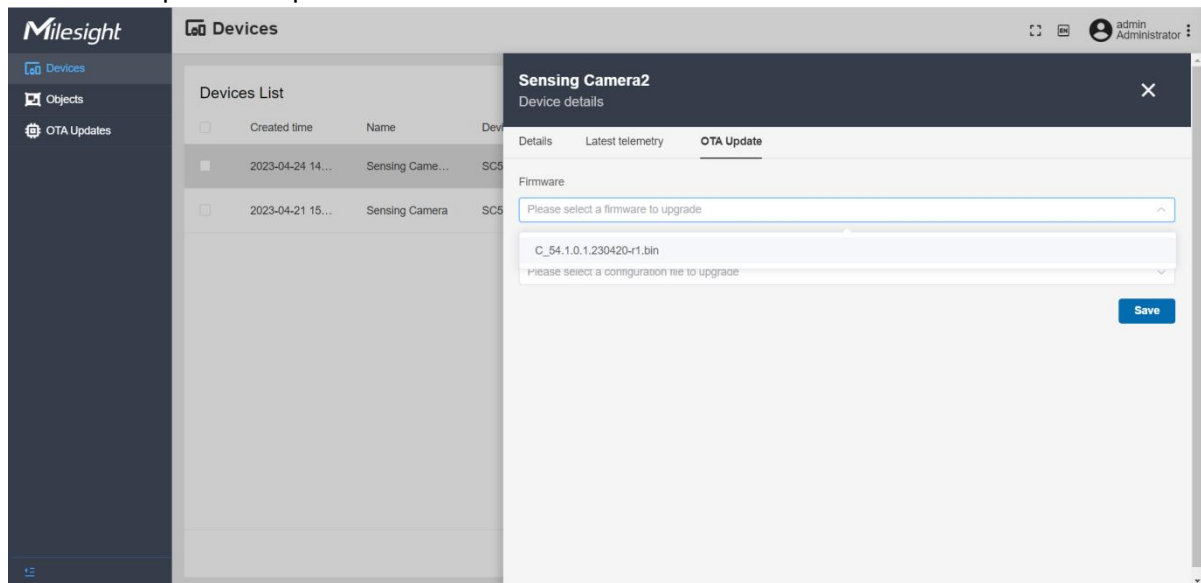 Milesight
Devices
EN
admin
Administrator
Devices
Objects
OTA Updates
Devices List
Created time Name Devi
2023-04-24 14... Sensing Came... SC5
2023-04-21 15... Sensing Camera SC5
Sensing Camera2
Device details
Details Latest telemetry OTA Update
Firmware
Please select a firmware to upgrade
C_54.1.0.1.230420-r1.bin
Please select a configuration file to upgrade
Save